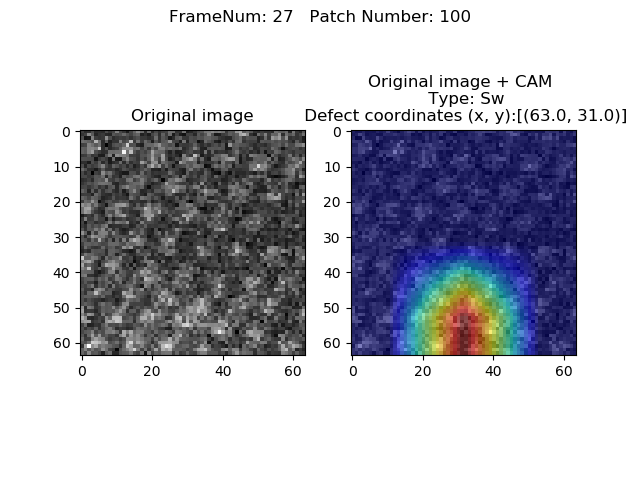 FrameNum: 27   Patch Number: 100
Original image
0
10
20
30
40
50
60
0 20 40 60
Original image + CAM
Type: Sw
Defect coordinates (x, y):[(63.0, 31.0)]
0
10
20
30
40
50
60
0 20 40 60